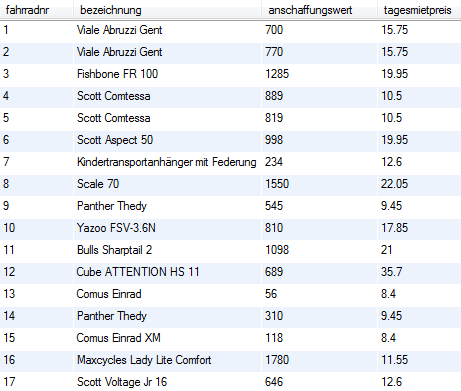 fahrradnr bezeichnung anschaffungswert tagesmietpreis
1 Viale Abruzzi Gent 700 15.75
2 Viale Abruzzi Gent 770 15.75
3 Fishbone FR 100 1285 19.95
4 Scott Comtessa 889 10.5
5 Scott Comtessa 819 10.5
6 Scott Aspect 50 998 19.95
7 Kindertransportanhänger mit Federung 234 12.6
8 Scale 70 1550 22.05
9 Panther Thedy 545 9.45
10 Yazoo FSV-3.6N 810 17.85
11 Bulls Sharptail 2 1098 21
12 Cube ATTENTION HS 11 689 35.7
13 Comus Einrad 56 8.4
14 Panther Thedy 310 9.45
15 Comus Einrad XM 118 8.4
16 Maxcycles Lady Lite Comfort 1780 11.55
17 Scott Voltage Jr 16 646 12.6